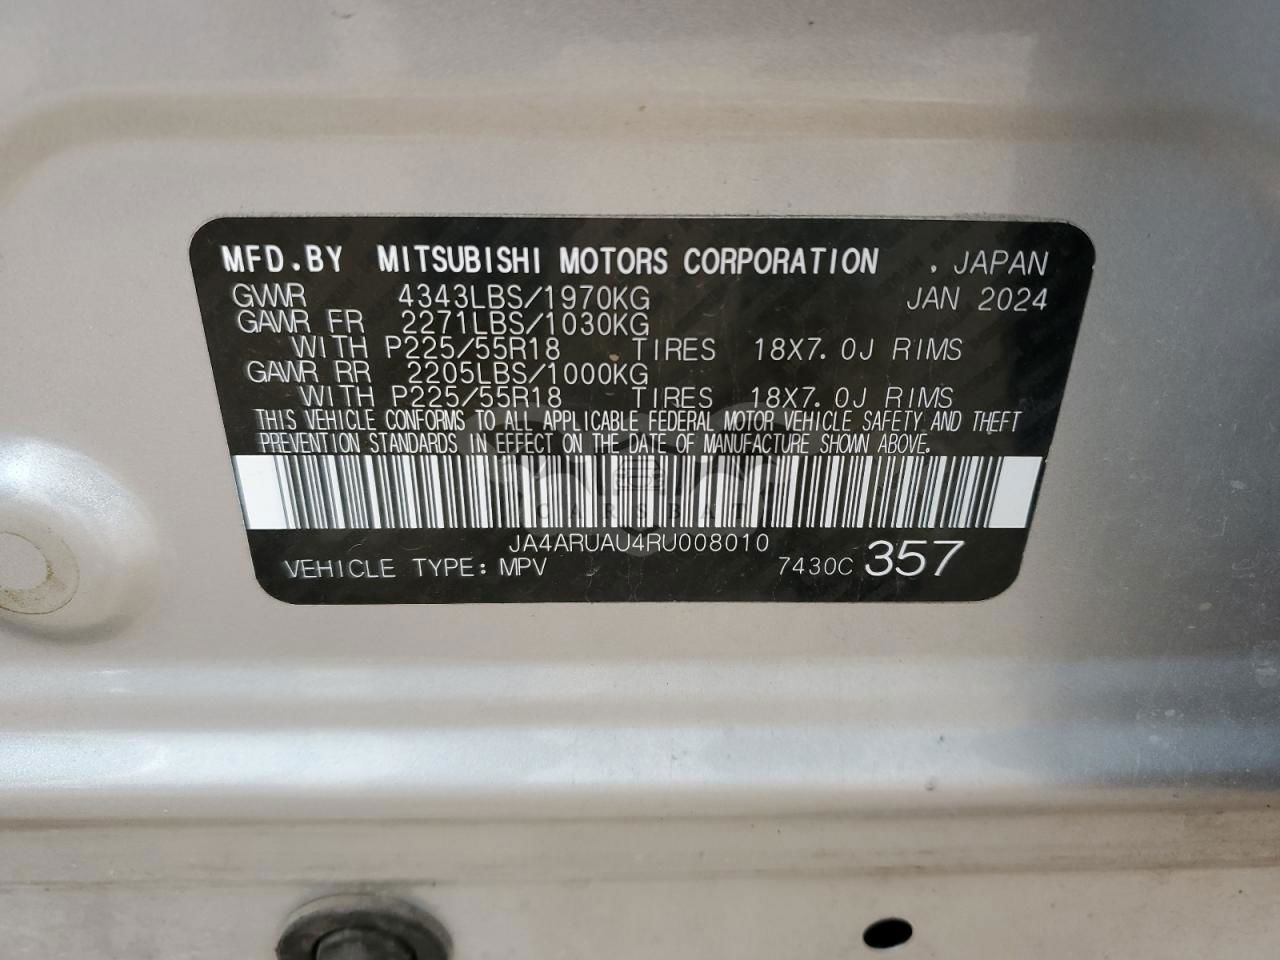 MFD.BY MITSUBISHI MOTORS CORPORATION . JAPAN
GVWR 4343LBS/1970KG JAN 2024
GAWR FR 2271LBS/1030KG
WITH P225/55R18 TIRES 18X7.0J RIMS
GAWR RR 2205LBS/1000KG
WITH P225/55R18 TIRES 18X7.0J RIMS
THIS VEHICLE CONFORMS TO ALL APPLICABLE FEDERAL MOTOR VEHICLE SAFETY AND THEFT
PREVENTION STANDARDS IN EFFECT ON THE DATE OF MANUFACTURE SHOWN ABOVE.
CARSBAT
JA4ARUAU4RU008010
VEHICLE TYPE: MPV 7430C 357